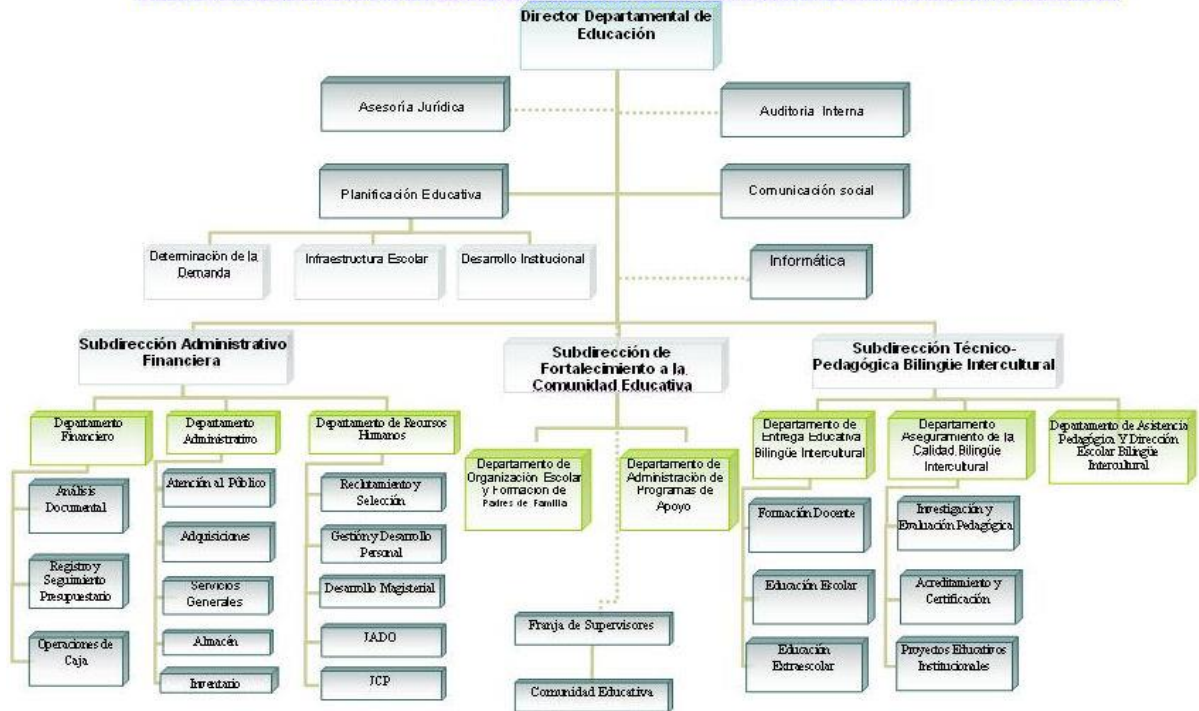 Director Departamental de
Educación
Asesoría Jurídica
Auditoria Interna
Planificación Educativa
Comunicación social
Determinación de la
Demanda
Infraestructura Escolar
Desarrollo Institucional
Informática
Subdirección Administrativo
Financiera
Subdirección de
Fortalecimiento a la
Comunidad Educativa
Subdirección Técnico-
Pedagógica Bilingüe Intercultural
Departamento
Financiero
Departamento
Administrativo
Departamento de Recursos
Humanos
Departamento de
Organización Escolar
y Formación de
Padres de Familia
Departamento de
Administración de
Programas de
Apoyo
Departamento de
Entrega Educativa
Bilingüe Intercultural
Departamento
Aseguramiento de la
Calidad Bilingüe
Intercultural
Departamento de Asistencia
Pedagógica Y Dirección
Escolar Bilingüe
Intercultural
Análisis
Documental
Registro y
Seguimiento
Presupuestario
Operaciones de
Caja
Atención al Público
Adquisiciones
Servicios
Generales
Almacén
Inventario
Reclutamiento y
Selección
Gestión y Desarrollo
Personal
Desarrollo Magisterial
JADO
JCP
Franja de Supervisores
Comunidad Educativa
Formación Docente
Educación Escolar
Educación
Extraescolar
Investigación y
Evaluación Pedagógica
Acreditamiento y
Certificación
Proyectos Educativos
Institucionales